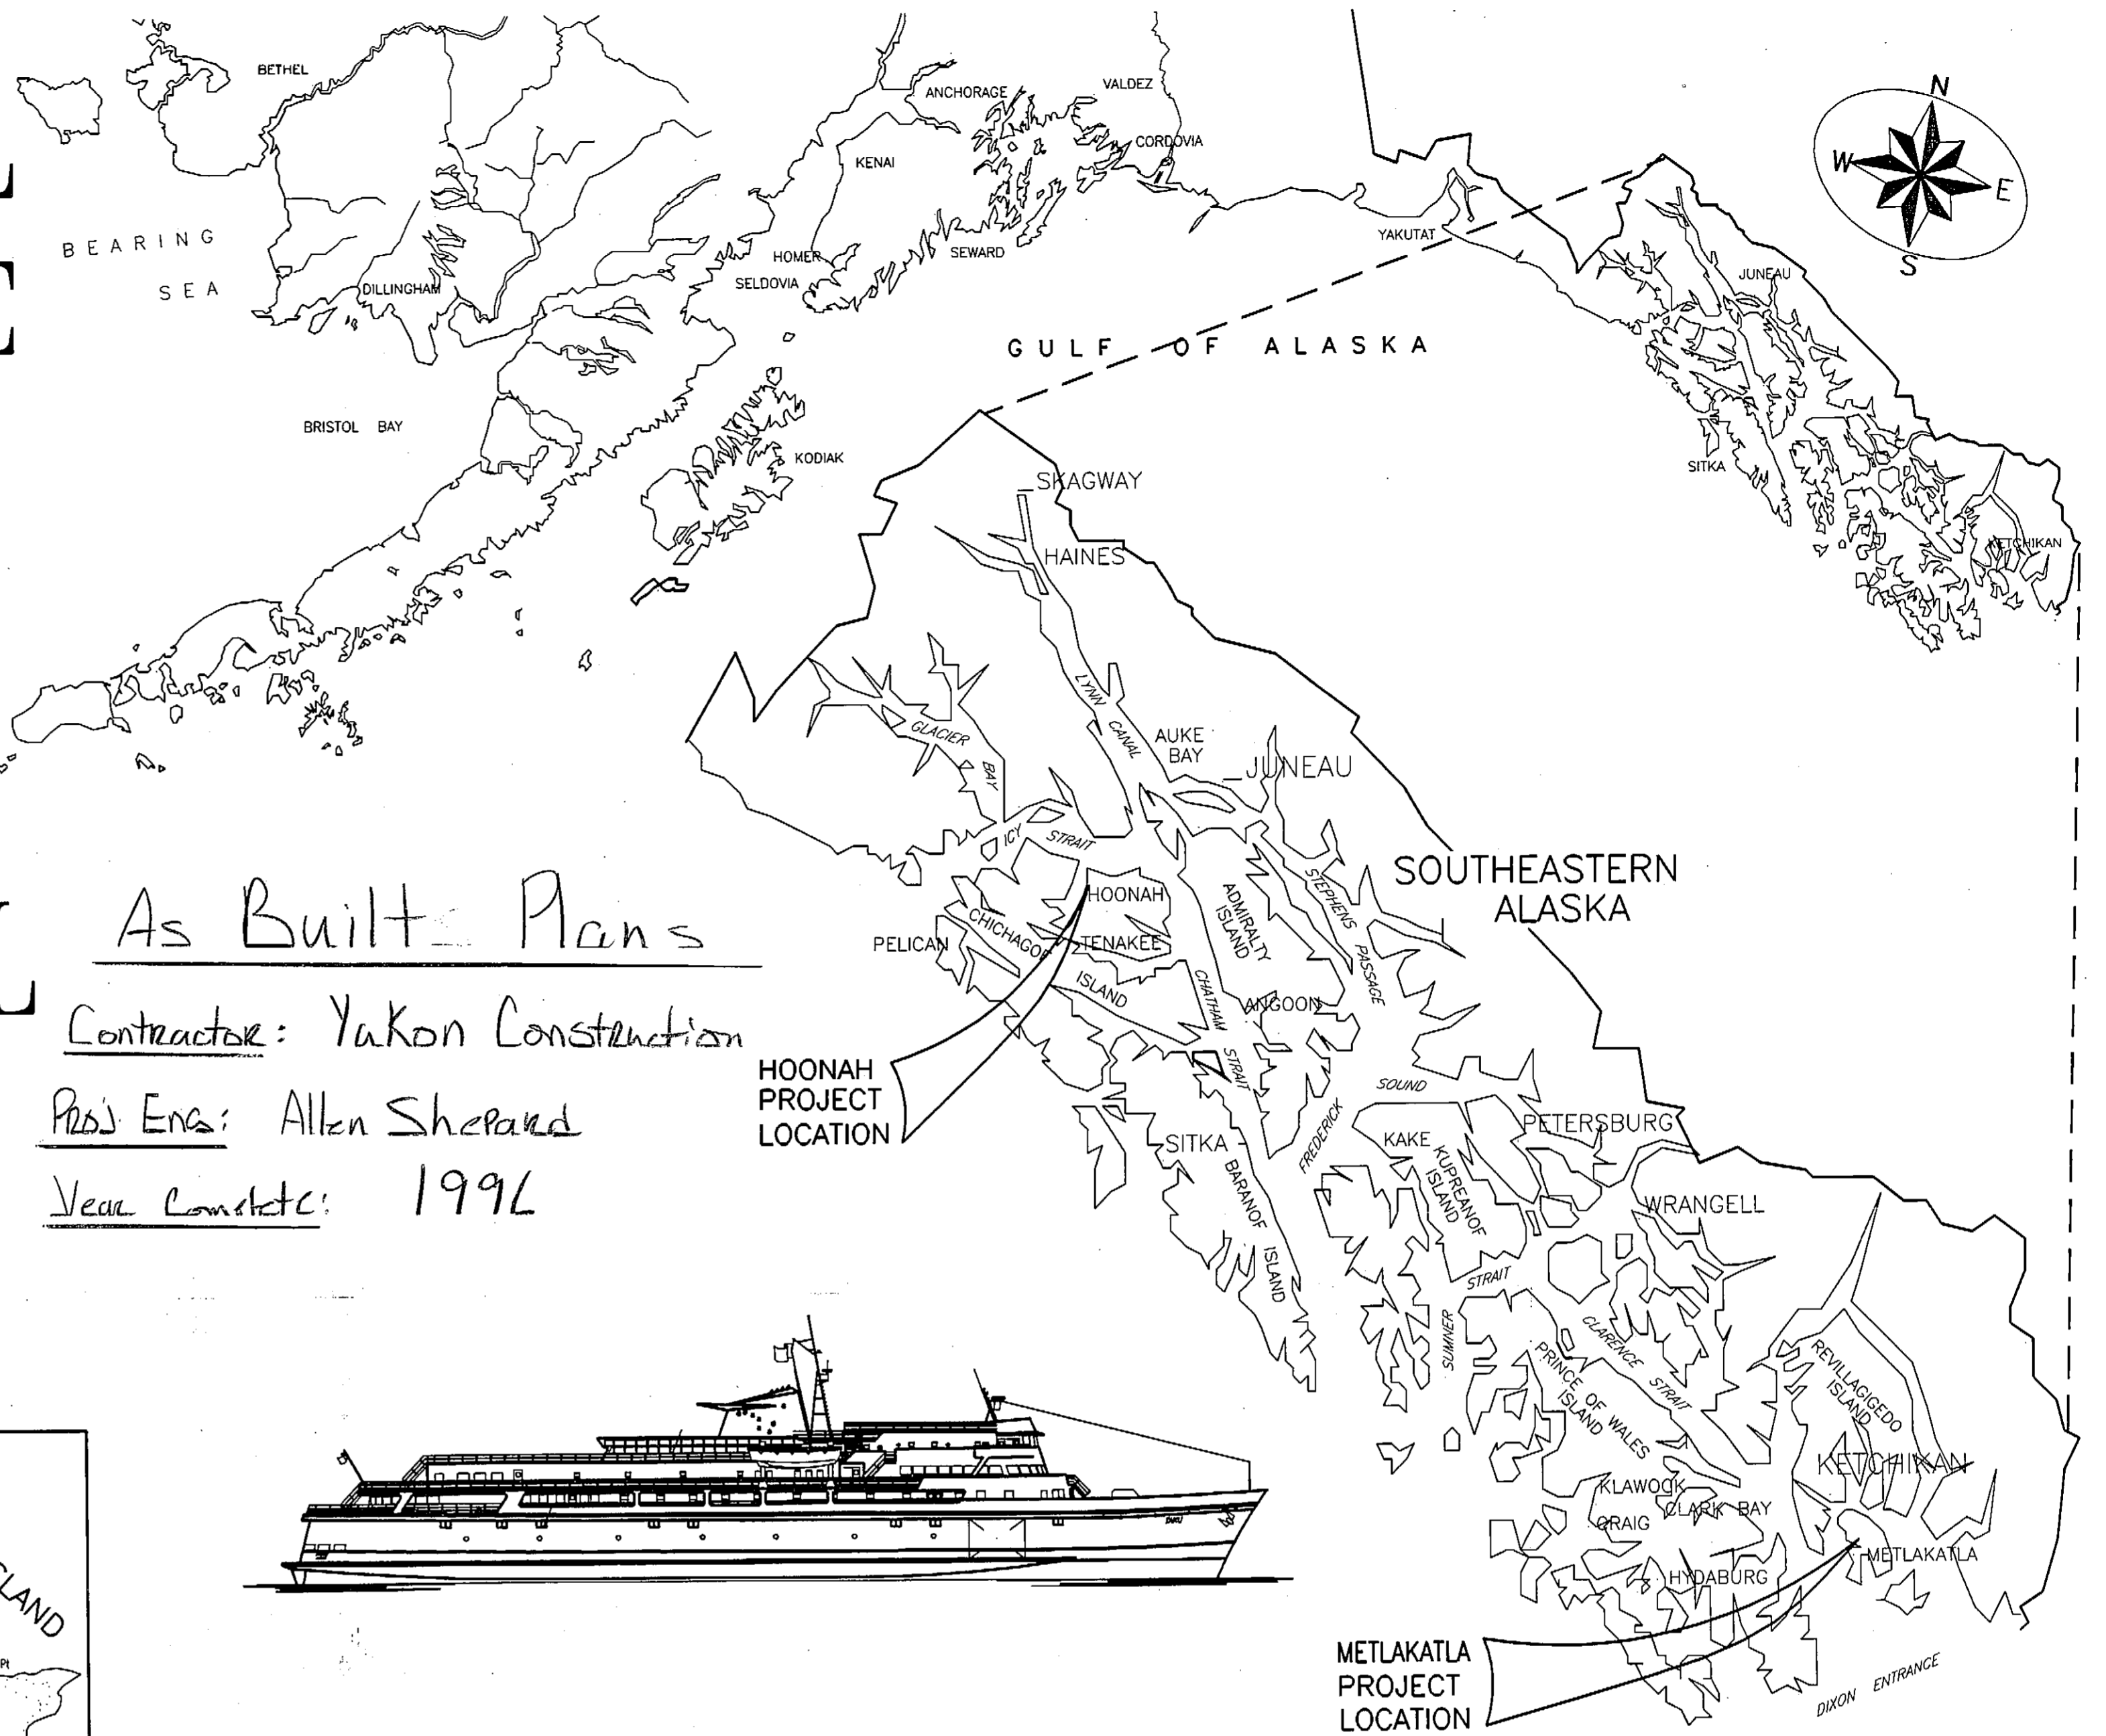 BETHEL
ANCHORAGE
VALDEZ
CORDOVIA
KENAI
N
W
E
S
BEARING
SEA
DILLINGHAM
HOMER
SELDOVIA
SEWARD
YAKUTAT
JUNEAU
GULF OF ALASKA
BRISTOL BAY
KODIAK
SITKA
KETCHIKAN
SKAGWAY
HAINES
LYNN CANAL
GLACIER BAY
AUKE
BAY
JUNEAU
ICY STRAIT
SOUTHEASTERN
ALASKA
HOONAH
ADMIRALTY
ISLAND
STEPHENS PASSAGE
PELICAN
CHICHAGOF
ISLAND
TENAKEE
CHATHAM
STRAIT
ANGOON
As Built Plans
Contractor: Yukon Construction
Proj. Eng: Allen Shepard
Year
HOONAH
PROJECT
LOCATION
SOUND
FREDERICK
SITKA
BARANOF
ISLAND
KAKE
KUPREANOF
ISLAND
PETERSBURG
WRANGELL
STRAIT
SUMNER
CLARENCE STRAIT
PRINCE OF WALES
ISLAND
REVILLAGIGEDO
ISLAND
KETCHIKAN
KLAWOCK
CLARK BAY
CRAIG
METLAKATLA
HYDABURG
METLAKATLA
PROJECT
LOCATION
DIXON ENTRANCE
LAND
Pt